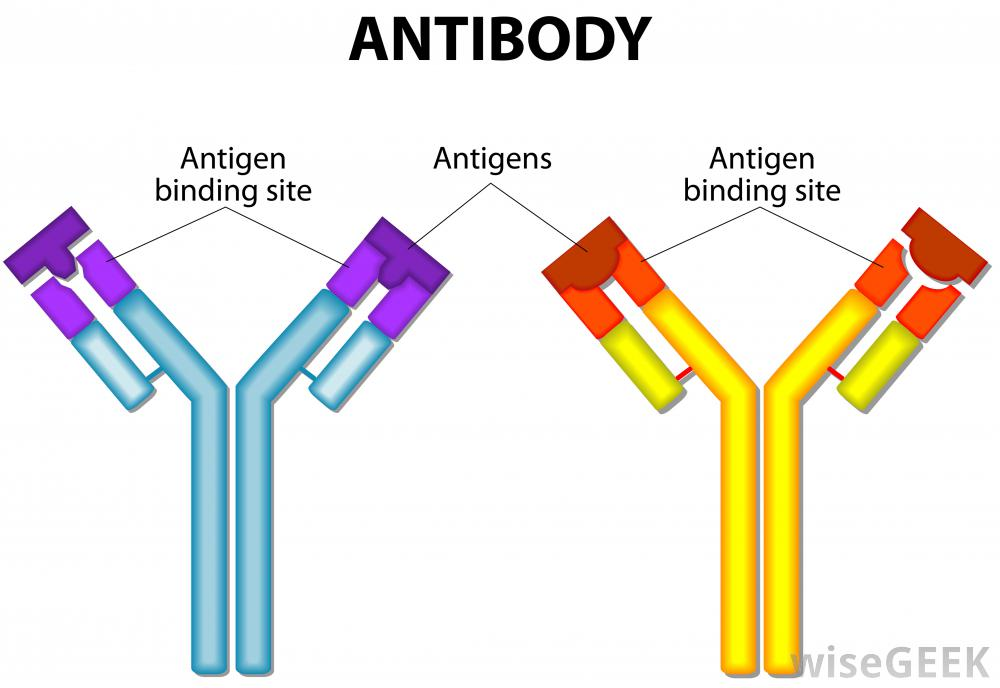 ANTIBODY
Antigen
binding site
Antigens
Antigen
binding site
wiseGEEK